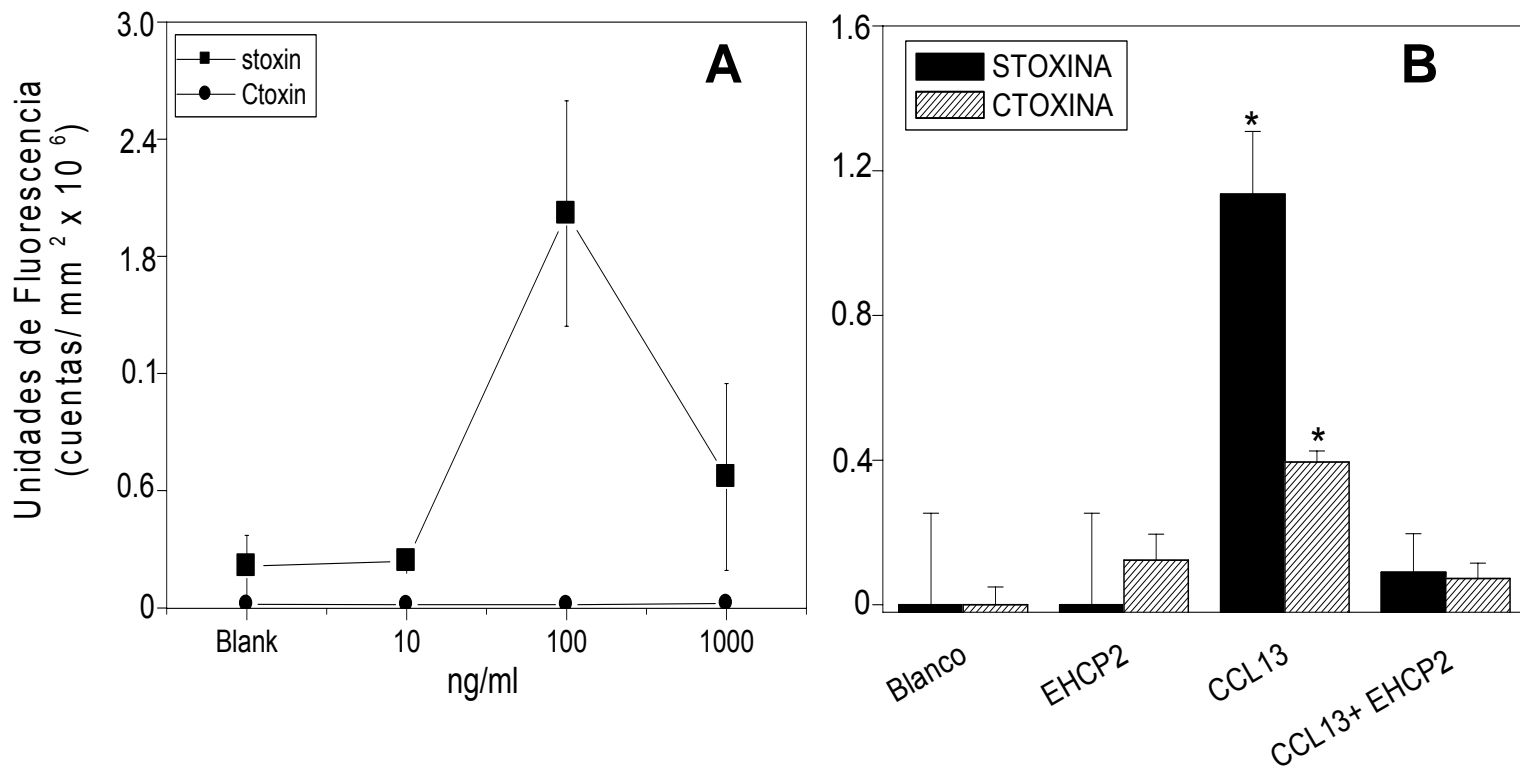 Unidades de Fluorescencia
(cuentas/ mm 2 x 10 6)
3.0
2.4
1.8
0.1
0.6
0
stoxin
Ctoxin
A
Blank 10 100 1000
ng/ml
1.6
1.2
0.8
0.4
0
STOXINA
CTOXINA
B
*
*
Blanco
EHCP2
CCL13
CCL13+ EHCP2